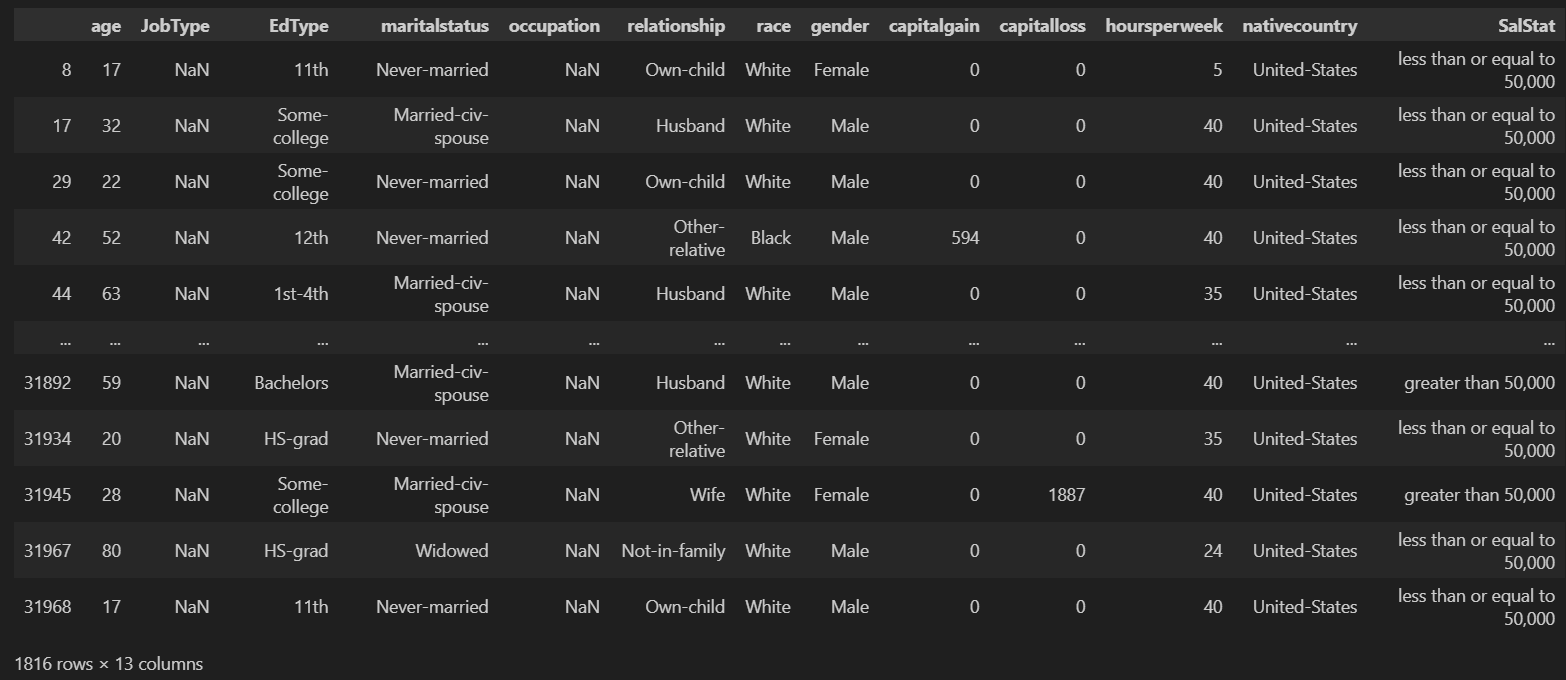 age JobType EdType maritalstatus occupation relationship race gender capitalgain capitalloss hoursperweek nativecountry SalStat
8 17 NaN 11th Never-married NaN Own-child White Female 0 0 5 United-States less than or equal to 50,000
17 32 NaN Some-college Married-civ-spouse NaN Husband White Male 0 0 40 United-States less than or equal to 50,000
29 22 NaN Some-college Never-married NaN Own-child White Male 0 0 40 United-States less than or equal to 50,000
42 52 NaN 12th Never-married NaN Other-relative Black Male 594 0 40 United-States less than or equal to 50,000
44 63 NaN 1st-4th Married-civ-spouse NaN Husband White Male 0 0 35 United-States less than or equal to 50,000
... ... ... ... ... ... ... ... ... ... ... ... ... ...
31892 59 NaN Bachelors Married-civ-spouse NaN Husband White Male 0 0 40 United-States greater than 50,000
31934 20 NaN HS-grad Never-married NaN Other-relative White Female 0 0 35 United-States less than or equal to 50,000
31945 28 NaN Some-college Married-civ-spouse NaN Wife White Female 0 1887 40 United-States greater than 50,000
31967 80 NaN HS-grad Widowed NaN Not-in-family White Male 0 0 24 United-States less than or equal to 50,000
31968 17 NaN 11th Never-married NaN Own-child White Male 0 0 40 United-States less than or equal to 50,000
1816 rows × 13 columns